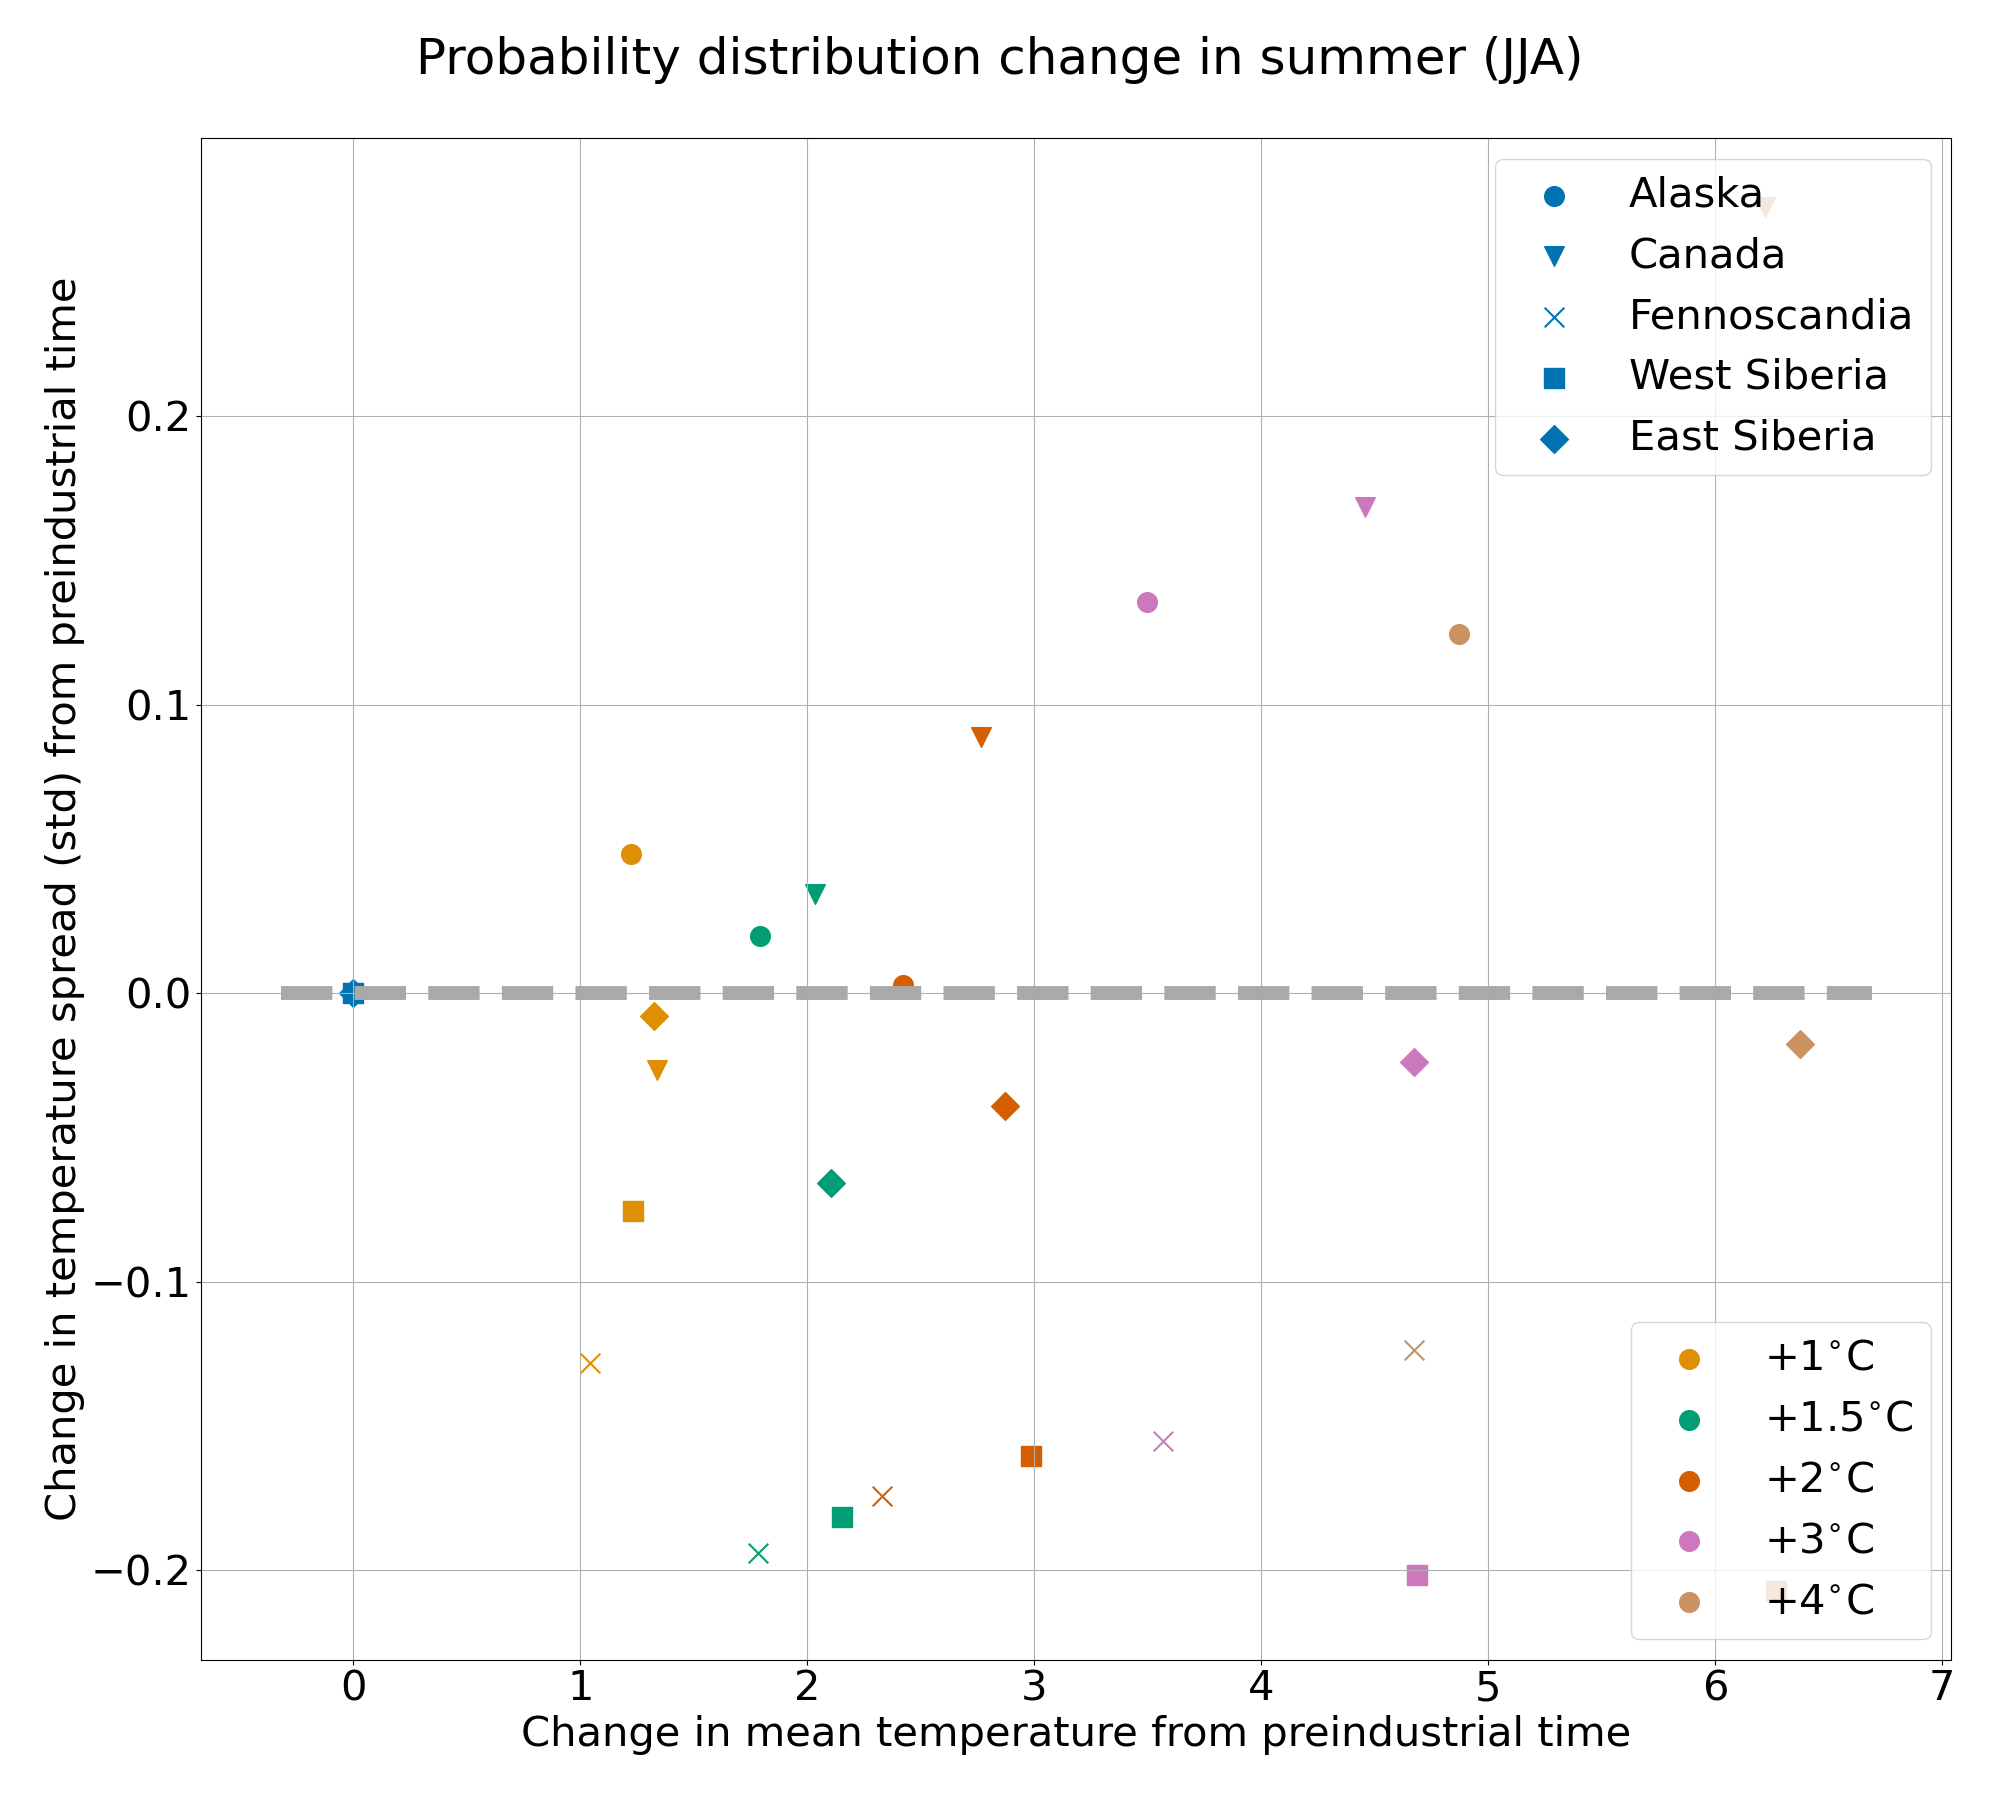 Probability distribution change in summer (JJA)
Change in temperature spread (std) from preindustrial time
0.2
0.1
0.0
−0.1
−0.2
Alaska
Canada
Fennoscandia
West Siberia
East Siberia
+1°C
+1.5°C
+2°C
+3°C
+4°C
0 1 2 3 4 5 6 7
Change in mean temperature from preindustrial time